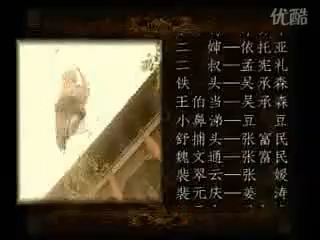 优酷
二婶—依托亚
二叔—孟宪礼
铁头—吴承森
王伯当—吴承森
小鼻涕—豆豆
舒捕头—张富民
魏文通—张富民
裴翠云—张媛
裴元庆—姜涛